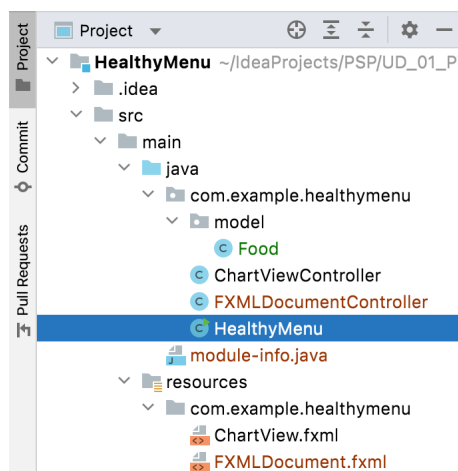 Project
Commit
Pull Requests
Project
HealthyMenu ~/IdeaProjects/PSP/UD_01_P
.idea
src
main
java
com.example.healthymenu
model
Food
ChartViewController
FXMLDocumentController
HealthyMenu
module-info.java
resources
com.example.healthymenu
ChartView.fxml
FXMLDocument.fxml